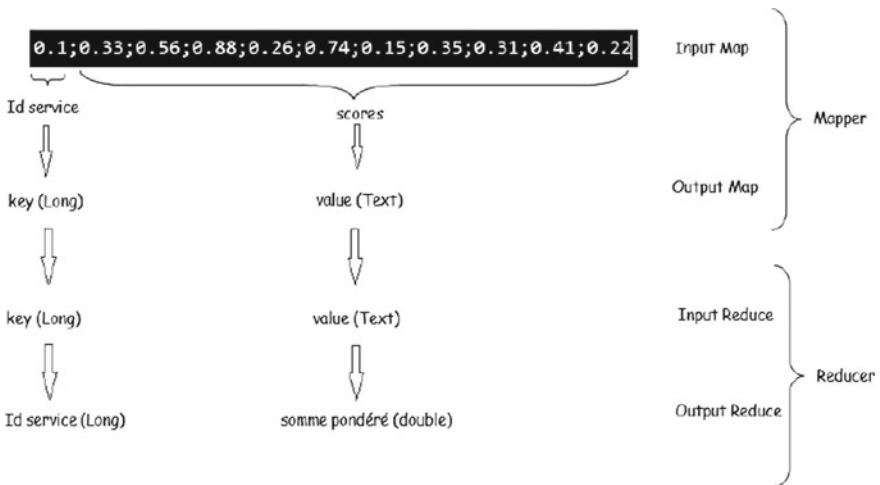 0.1;0.33;0.56;0.88;0.26;0.74;0.15;0.35;0.31;0.41;0.22
Input Map
Id service
scores
Mapper
Output Map
key (Long)
value (Text)
key (Long)
value (Text)
Input Reduce
Reducer
Id service (Long)
somme pondéré (double)
Output Reduce